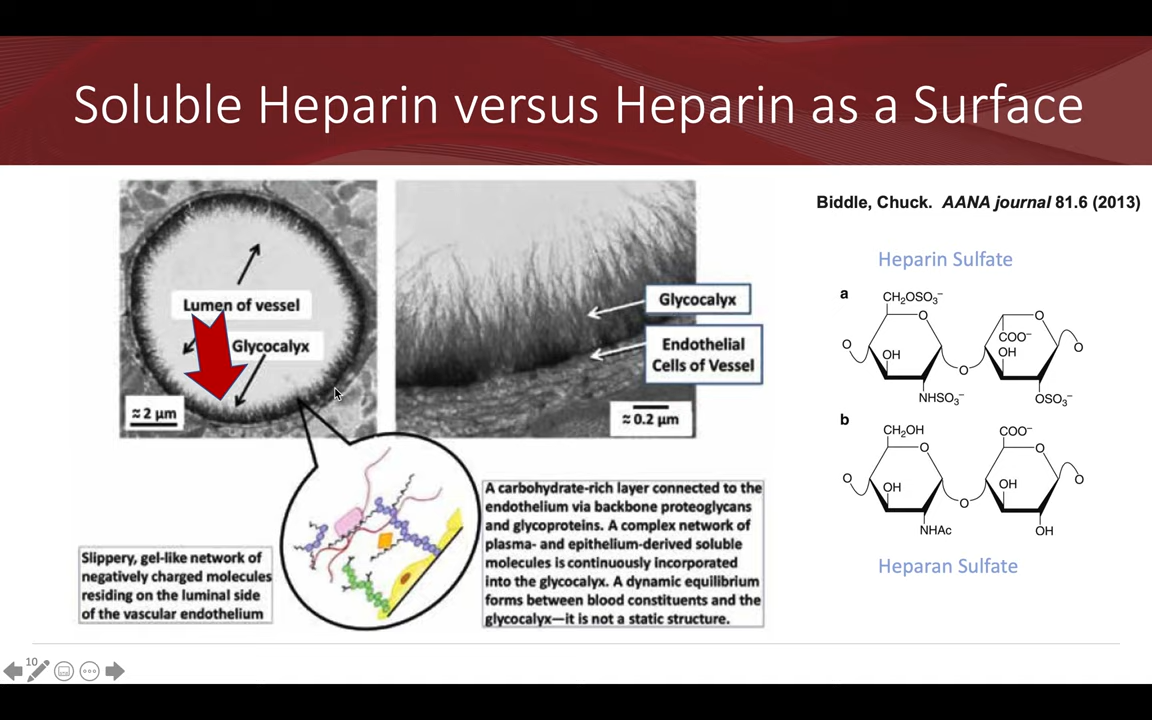 Soluble Heparin versus Heparin as a Surface
Lumen of vessel
Glycocalyx
≈ 2 μm
Glycocalyx
Endothelial
Cells of Vessel
≈ 0.2 μm
Slippery, gel-like network of
negatively charged molecules
residing on the luminal side
of the vascular endothelium
A carbohydrate-rich layer connected to the
endothelium via backbone proteoglycans
and glycoproteins. A complex network of
plasma- and epithelium-derived soluble
molecules is continuously incorporated
into the glycocalyx. A dynamic equilibrium
forms between blood constituents and the
glycocalyx—it is not a static structure.
Biddle, Chuck. AANA journal 81.6 (2013)
Heparin Sulfate
a
CH₂OSO₃⁻
O
O
COO⁻
OH
OH
O
O
O
NHSO₃⁻
OSO₃⁻
b
CH₂OH
COO⁻
O
O
O
OH
OH
O
O
NHAc
OH
Heparan Sulfate
10